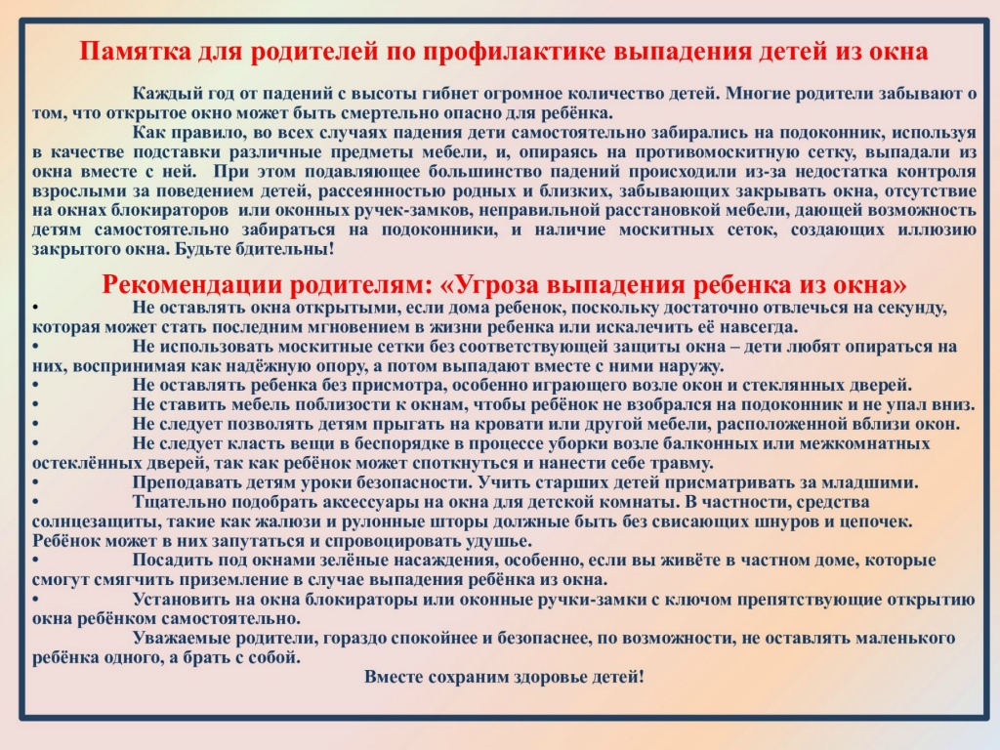 Памятка для родителей по профилактике выпадения детей из окна
Каждый год от падений с высоты гибнет огромное количество детей. Многие родители забывают о
том, что открытое окно может быть смертельно опасно для ребёнка.
Как правило, во всех случаях падения дети самостоятельно забирались на подоконник, используя
в качестве подставки различные предметы мебели, и, опираясь на противомоскитную сетку, выпадали из
окна вместе с ней. При этом подавляющее большинство падений происходили из-за недостатка контроля
взрослыми за поведением детей, рассеянностью родных и близких, забывающих закрывать окна, отсутствие
на окнах блокираторов или оконных ручек-замков, неправильной расстановкой мебели, дающей возможность
детям самостоятельно забираться на подоконники, и наличие москитных сеток, создающих иллюзию
закрытого окна. Будьте бдительны!
Рекомендации родителям: «Угроза выпадения ребенка из окна»
• Не оставлять окна открытыми, если дома ребенок, поскольку достаточно отвлечься на секунду,
которая может стать последним мгновением в жизни ребенка или искалечить её навсегда.
• Не использовать москитные сетки без соответствующей защиты окна – дети любят опираться на
них, воспринимая как надёжную опору, а потом выпадают вместе с ними наружу.
• Не оставлять ребенка без присмотра, особенно играющего возле окон и стеклянных дверей.
• Не ставить мебель поблизости к окнам, чтобы ребёнок не взобрался на подоконник и не упал вниз.
• Не следует позволять детям прыгать на кровати или другой мебели, расположенной вблизи окон.
• Не следует класть вещи в беспорядке в процессе уборки возле балконных или межкомнатных
остеклённых дверей, так как ребёнок может споткнуться и нанести себе травму.
• Преподавать детям уроки безопасности. Учить старших детей присматривать за младшими.
• Тщательно подобрать аксессуары на окна для детской комнаты. В частности, средства
солнцезащиты, такие как жалюзи и рулонные шторы должные быть без свисающих шнуров и цепочек.
Ребёнок может в них запутаться и спровоцировать удушье.
• Посадить под окнами зелёные насаждения, особенно, если вы живёте в частном доме, которые
смогут смягчить приземление в случае выпадения ребёнка из окна.
• Установить на окна блокираторы или оконные ручки-замки с ключом препятствующие открытию
окна ребёнком самостоятельно.
Уважаемые родители, гораздо спокойнее и безопаснее, по возможности, не оставлять маленького
ребёнка одного, а брать с собой.
Вместе сохраним здоровье детей!